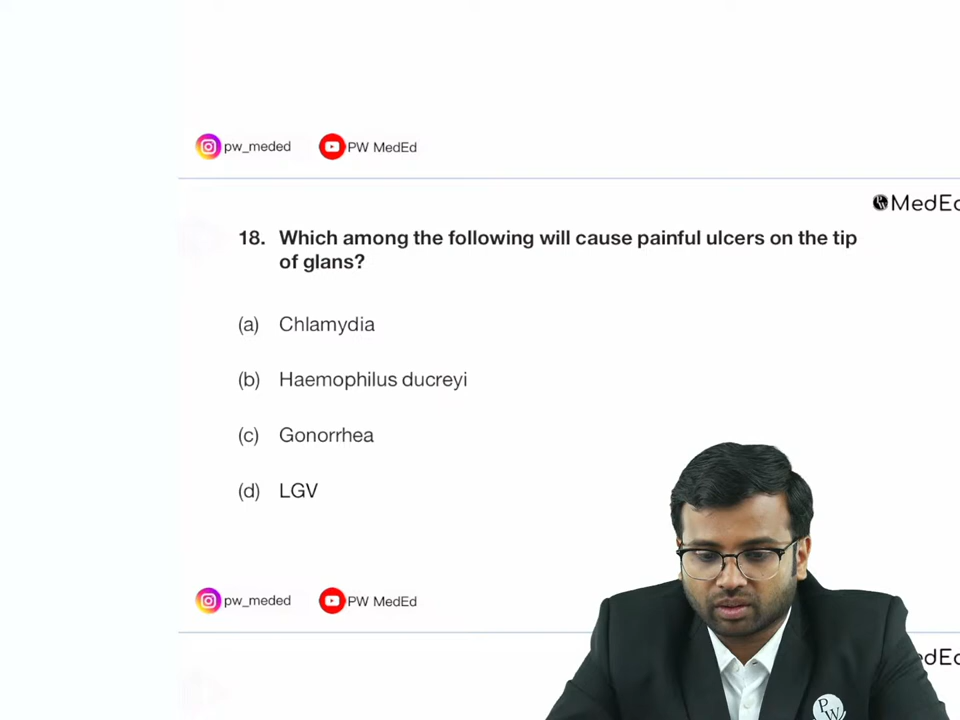 pw_meded PW MedEd
MedEd
18. Which among the following will cause painful ulcers on the tip
of glans?
(a) Chlamydia
(b) Haemophilus ducreyi
(c) Gonorrhea
(d) LGV
pw_meded PW MedEd
edEd
PW